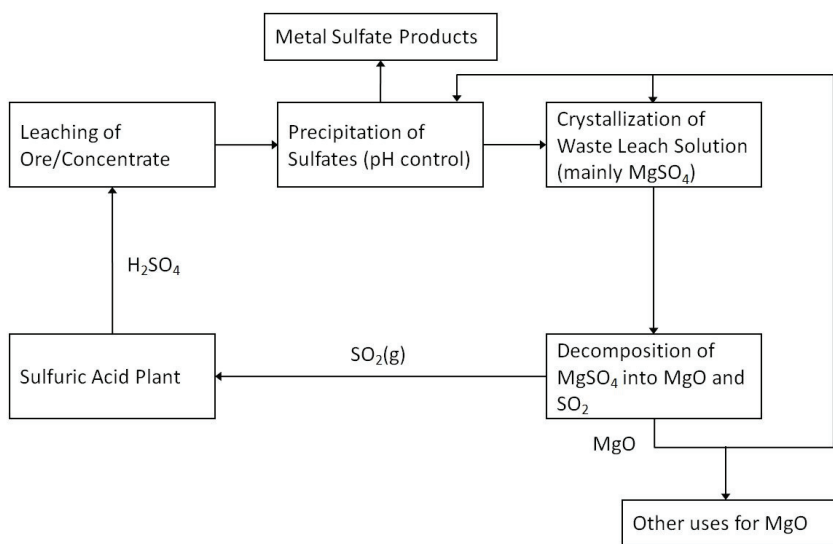 Metal Sulfate Products
Leaching of
Ore/Concentrate
Precipitation of
Sulfates (pH control)
Crystallization of
Waste Leach Solution
(mainly MgSO₄)
H₂SO₄
Sulfuric Acid Plant
SO₂(g)
Decomposition of
MgSO₄ into MgO and
SO₂
MgO
Other uses for MgO